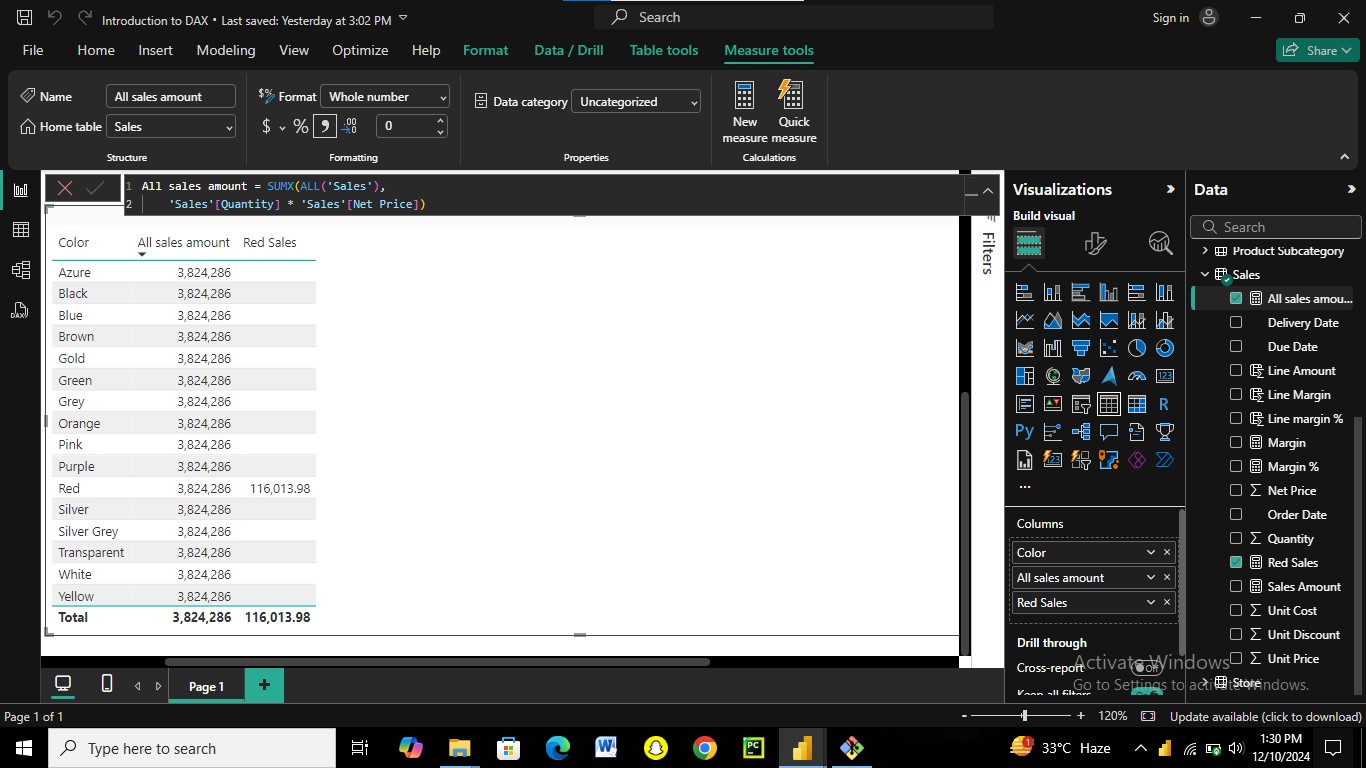 Introduction to DAX • Last saved: Yesterday at 3:02 PM
Search
Sign in
File Home Insert Modeling View Optimize Help Format Data / Drill Table tools Measure tools
Share
Name All sales amount
Home table Sales
Structure
$% Format Whole number
$ % 9 .00 →0 0
Formatting
Data category Uncategorized
Properties
New measure
Quick measure
Calculations
1 All sales amount = SUMX(ALL('Sales'),
2 'Sales'[Quantity] * 'Sales'[Net Price])
Color All sales amount Red Sales
Azure 3,824,286
Black 3,824,286
Blue 3,824,286
Brown 3,824,286
Gold 3,824,286
Green 3,824,286
Grey 3,824,286
Orange 3,824,286
Pink 3,824,286
Purple 3,824,286
Red 3,824,286 116,013.98
Silver 3,824,286
Silver Grey 3,824,286
Transparent 3,824,286
White 3,824,286
Yellow 3,824,286
Total 3,824,286 116,013.98
Filters
Visualizations
Build visual
123
R
Py
123
...
Columns
Color
All sales amount
Red Sales
Drill through
Cross-report
Off
Keep all filters
Data
Search
Product Subcategory
Sales
All sales amou...
Delivery Date
Due Date
Line Amount
Line Margin
Line margin %
Margin
Margin %
Net Price
Order Date
Quantity
Red Sales
Sales Amount
Unit Cost
Unit Discount
Unit Price
Store
Activate Windows
Go to Settings to activate Windows.
DAX
Page 1
+
Page 1 of 1
- + 120%
Update available (click to download)
Type here to search
W
PC
1
33°C Haze
1:30 PM
12/10/2024